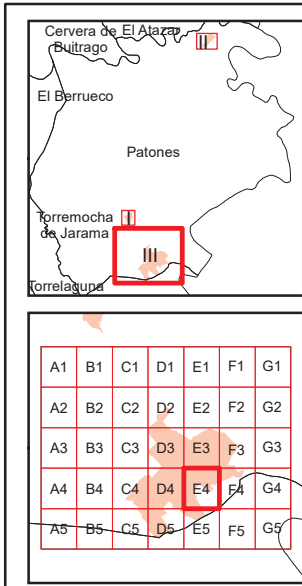 Cervera de El Atazar
Buitrago
II
El Berrueco
Patones
Torremocha
I
de Jarama
III
Torrelaguna
A1 B1 C1 D1 E1 F1 G1
A2 B2 C2 D2 E2 F2 G2
A3 B3 C3 D3 E3 F3 G3
A4 B4 C4 D4 E4 F4 G4
A5 B5 C5 D5 E5 F5 G5